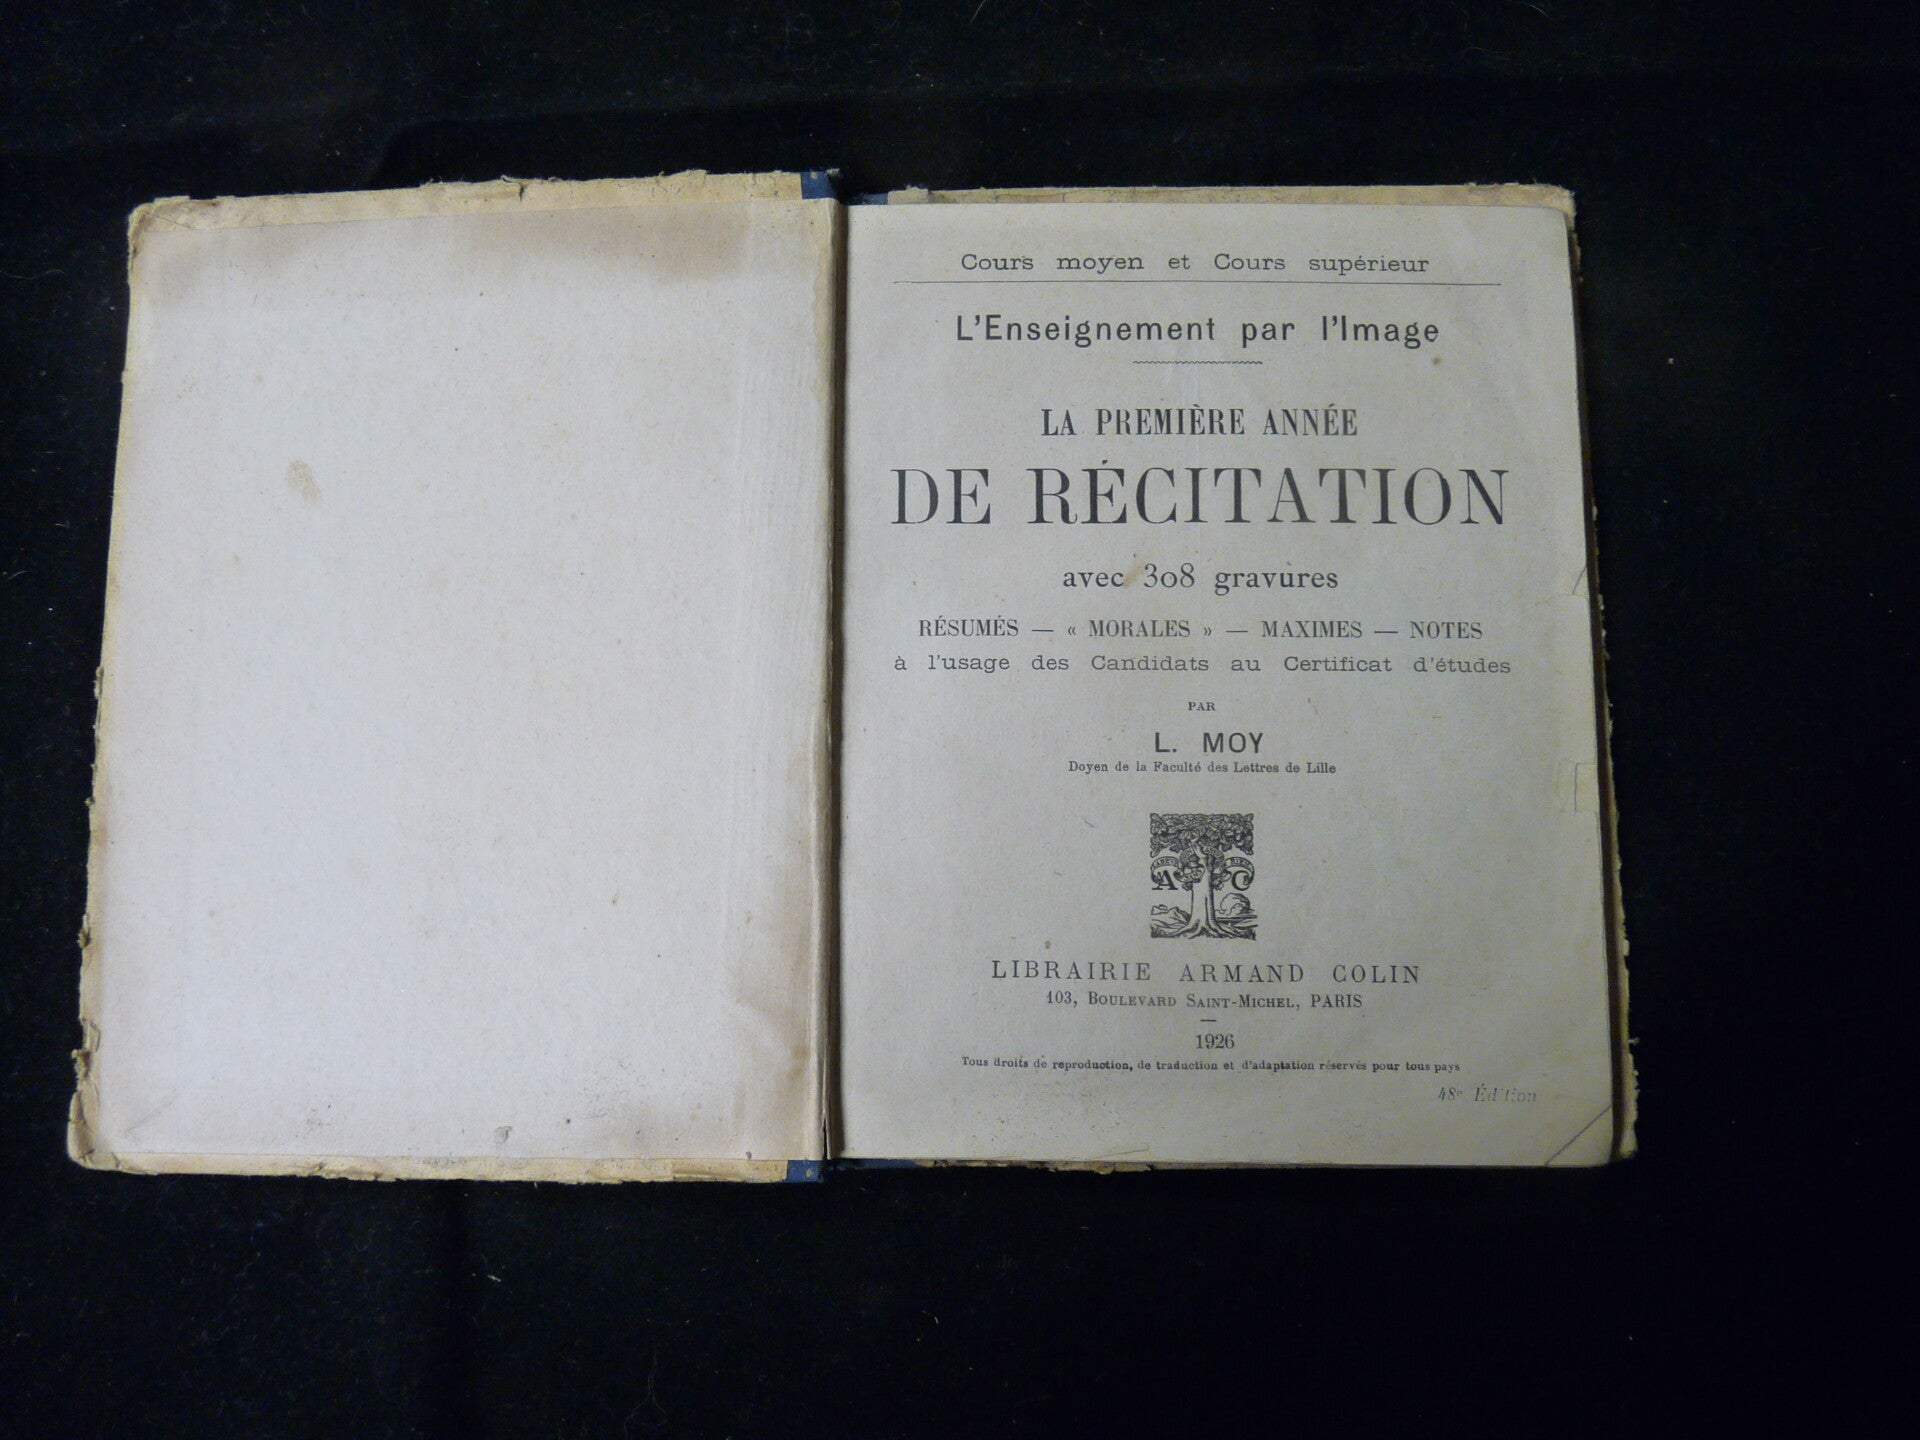 Cours moyen et Cours supérieur
L'Enseignement par l'Image
LA PREMIÈRE ANNÉE
DE RÉCITATION
avec 308 gravures
RÉSUMÉS — « MORALES » — MAXIMES — NOTES
à l'usage des Candidats au Certificat d'études
PAR
L. MOY
Doyen de la Faculté des Lettres de Lille
A C
LIBRAIRIE ARMAND COLIN
103, BOULEVARD SAINT-MICHEL, PARIS
1926
Tous droits de reproduction, de traduction et d'adaptation réservés pour tous pays
48e Édition